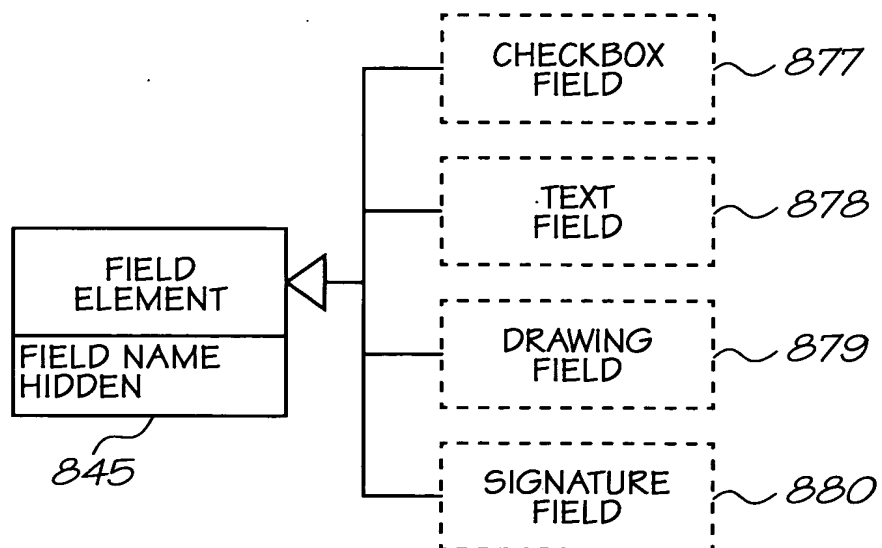 CHECKBOX
FIELD
877
TEXT
FIELD
878
FIELD
ELEMENT
FIELD NAME
HIDDEN
845
DRAWING
FIELD
879
SIGNATURE
FIELD
880